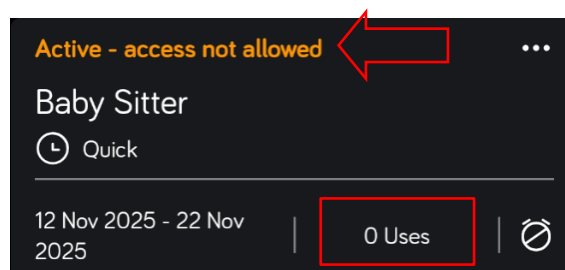 Active - access not allowed
Baby Sitter
Quick
12 Nov 2025 - 22 Nov
2025
0 Uses